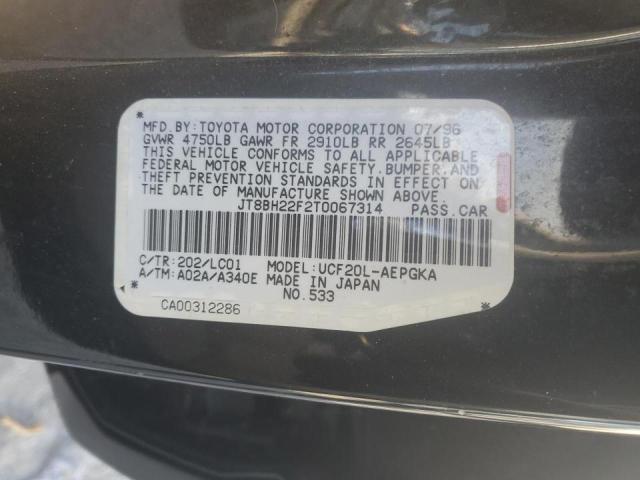 MFD.BY:TOYOTA MOTOR CORPORATION 07/96
GVWR 4750LB GAWR FR 2910LB RR 2645LB
THIS VEHICLE CONFORMS TO ALL APPLICABLE
FEDERAL MOTOR VEHICLE SAFETY,BUMPER,AND
THEFT PREVENTION STANDARDS IN EFFECT ON
THE DATE OF MANUFACTURE SHOWN ABOVE.
JT8BH22F2T0067314 PASS.CAR
C/TR:202/LC01 MODEL:UCF20L-AEPGKA
A/TM:A02A/A340E MADE IN JAPAN
NO.533
CA00312286